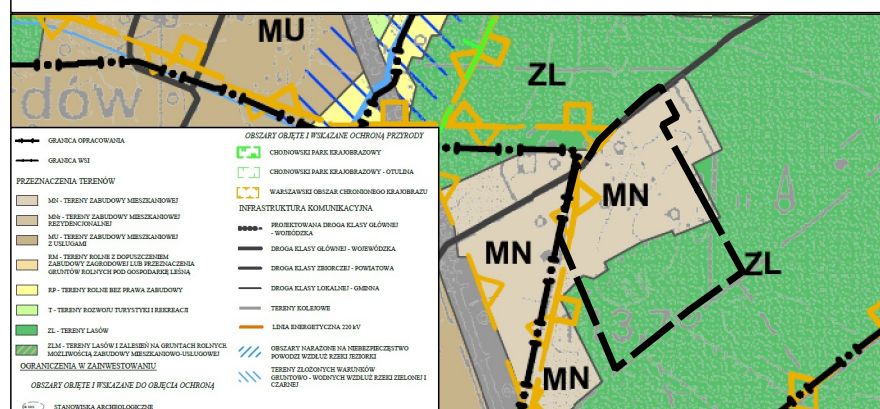 MU
ZL
rdów
MN
MN
ZL
MN
37
GRANICA OPRACOWANIA
GRANICA WSI
PRZEZNACZENIA TERENÓW
MN - TERENY ZABUDOWY MIESZKANIOWEJ
MNr - TERENY ZABUDOWY MIESZKANIOWEJ
REZYDENCJONALNEJ
MU - TERENY ZABUDOWY MIESZKANIOWEJ
Z USŁUGAMI
RM - TERENY ROLNE Z DOPUSZCZENIEM
ZABUDOWY ZAGRODOWEJ LUB PRZEZNACZENIA
GRUNTÓW ROLNYCH POD GOSPODARKĘ LEŚNĄ
RP - TERENY ROLNE BEZ PRAWA ZABUDOWY
T - TERENY ROZWOJU TURYSTYKI I REKREACJI
ZL - TERENY LASÓW
ZLM - TERENY LASÓW I ZALESIEŃ NA GRUNTACH ROLNYCH
MOŻLIWOŚCIĄ ZABUDOWY MIESZKANIOWO-USŁUGOWEJ
OGRANICZENIA W ZAINWESTOWANIU
OBSZARY OBJĘTE I WSKAZANE DO OBJĘCIA OCHRONĄ
STANOWISKA ARCHEOLOGICZNE
OBSZARY OBJĘTE I WSKAZANE OCHRONĄ PRZYRODY
CHOJNOWSKI PARK KRAJOBRAZOWY
CHOJNOWSKI PARK KRAJOBRAZOWY - OTULINA
WARSZAWSKI OBSZAR CHRONIONEGO KRAJOBRAZU
INFRASTRUKTURA KOMUNIKACYJNA
PROJEKTOWANA DROGA KLASY GŁÓWNEJ
- WOJEWÓDZKA
DROGA KLASY GŁÓWNEJ - WOJEWÓDZKA
DROGA KLASY ZBIORCZEJ - POWIATOWA
DROGA KLASY LOKALNEJ - GMINNA
TERENY KOLEJOWE
LINIA ENERGETYCZNA 220 kV
OBSZARY NARAŻONE NA NIEBEZPIECZEŃSTWO
POWODZI WZDŁUŻ RZEKI JEZIORKI
TERENY ZŁOŻONYCH WARUNKÓW
GRUNTOWO - WODNYCH WZDŁUŻ RZEKI ZIELONEJ I
CZARNEJ